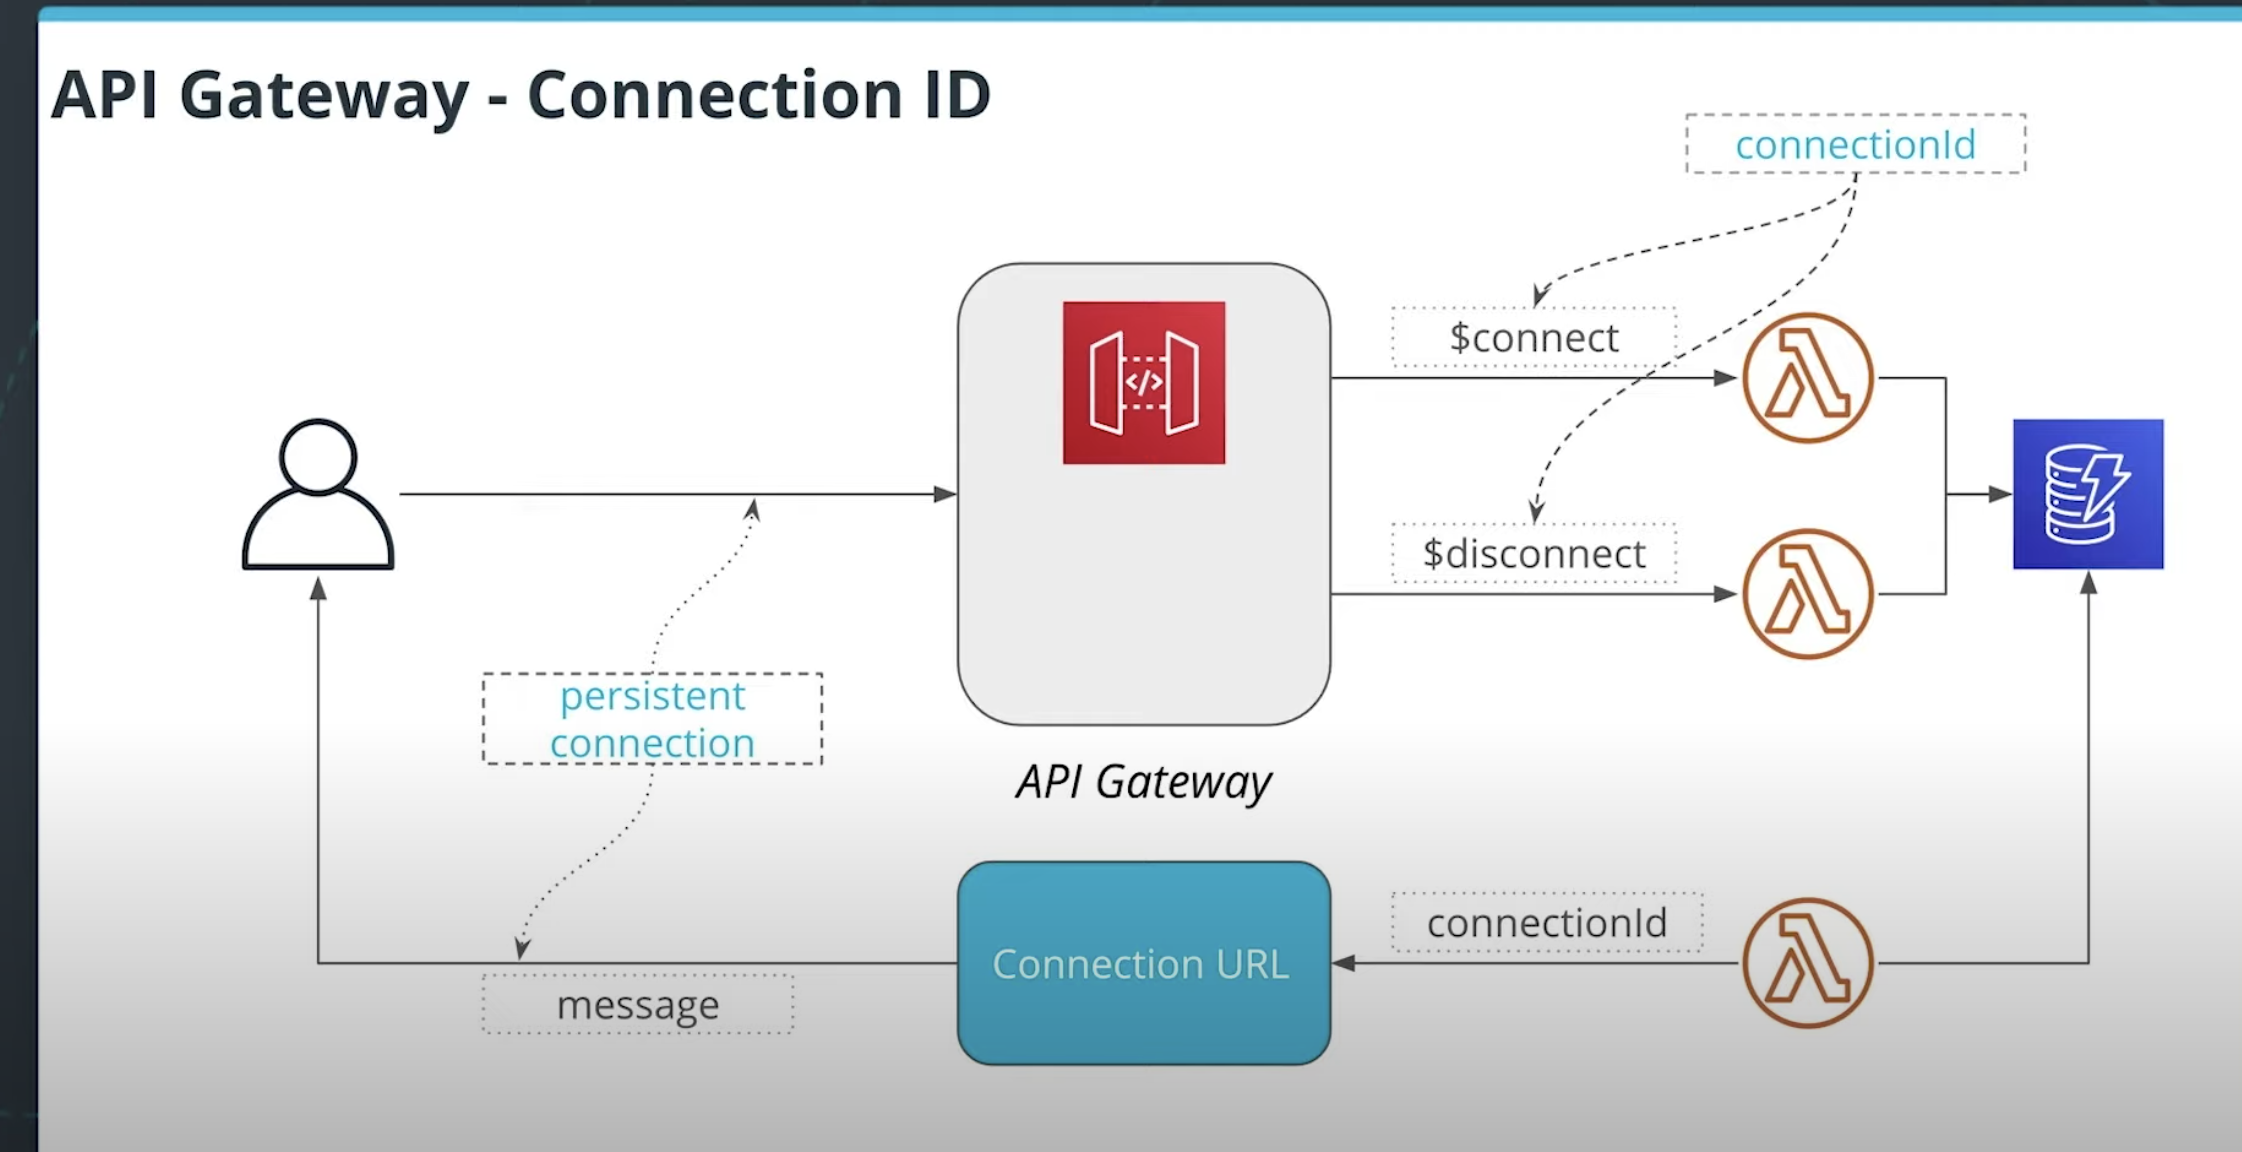 API Gateway - Connection ID
connectionId
$connect
</>
$disconnect
persistent
connection
API Gateway
connectionId
Connection URL
message